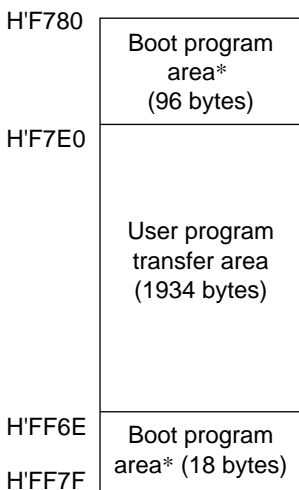 H'F780
Boot program
area*
(96 bytes)
H'F7E0
User program
transfer area
(1934 bytes)
H'FF6E
Boot program
area* (18 bytes)
H'FF7F